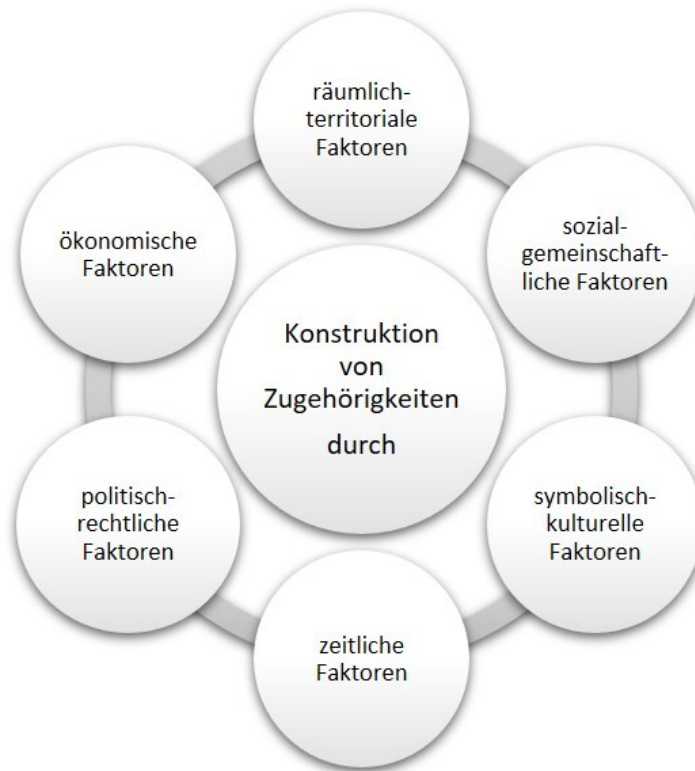 räumlich-
territoriale
Faktoren
sozial-
gemeinschaft-
liche Faktoren
symbolisch-
kulturelle
Faktoren
zeitliche
Faktoren
politisch-
rechtliche
Faktoren
ökonomische
Faktoren
Konstruktion
von
Zugehörigkeiten
durch